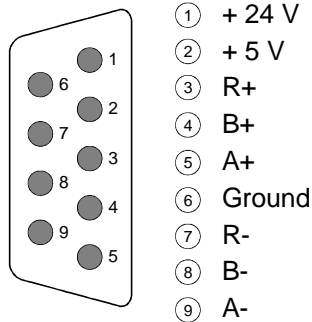 1
6
2
7
3
8
4
9
5
1 + 24 V
2 + 5 V
3 R+
4 B+
5 A+
6 Ground
7 R-
8 B-
9 A-